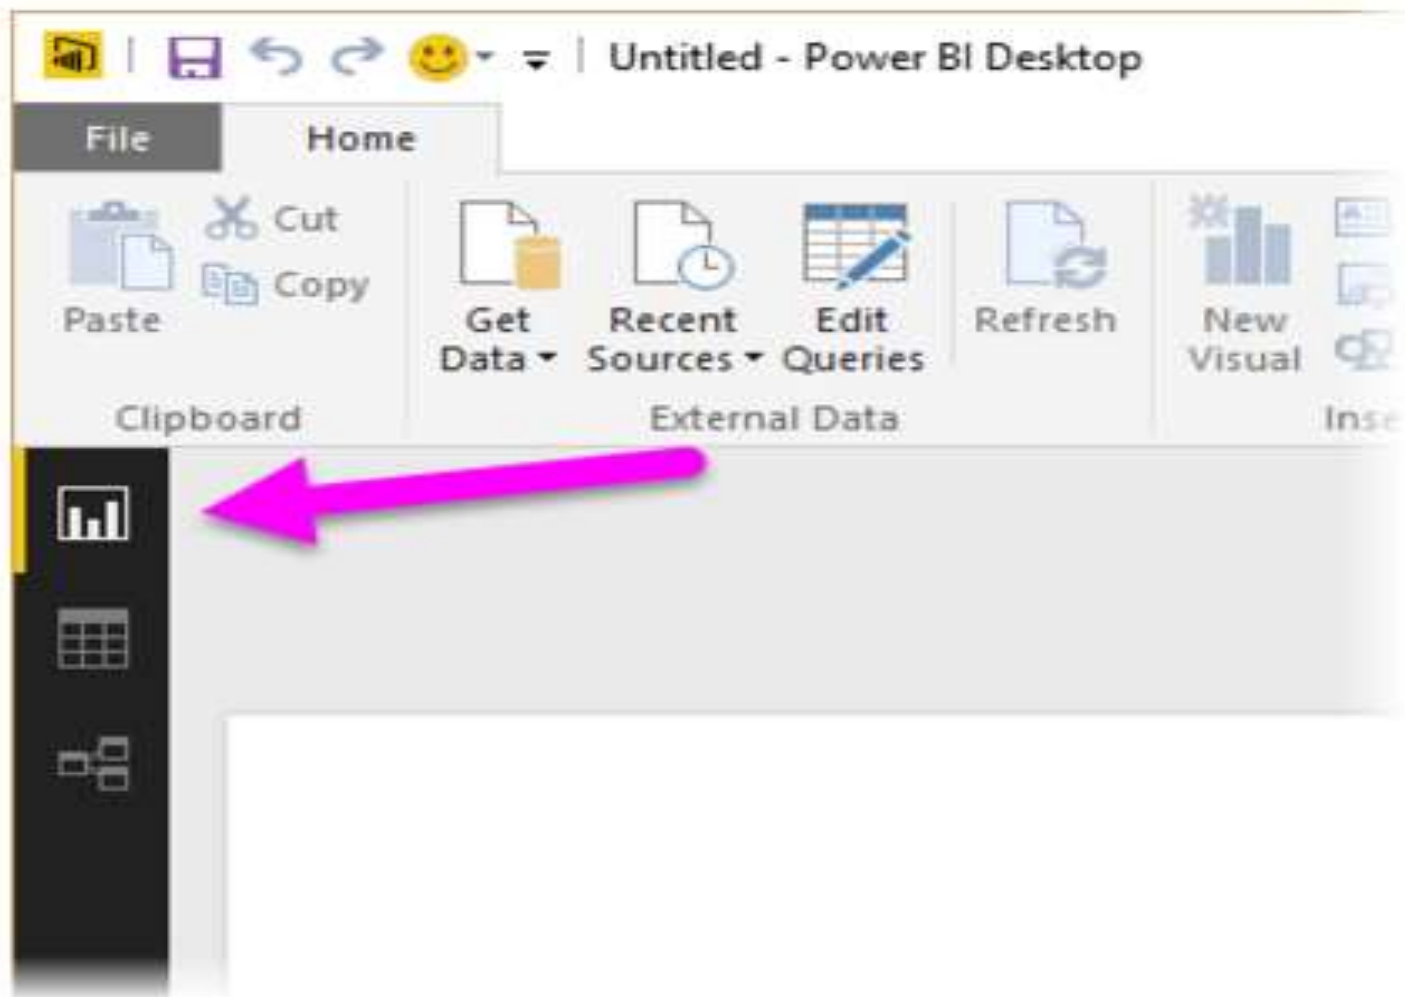 Untitled - Power BI Desktop
File Home
Cut
Copy
Paste
Get Data
Recent Sources
Edit Queries
Refresh
New Visual
Clipboard External Data